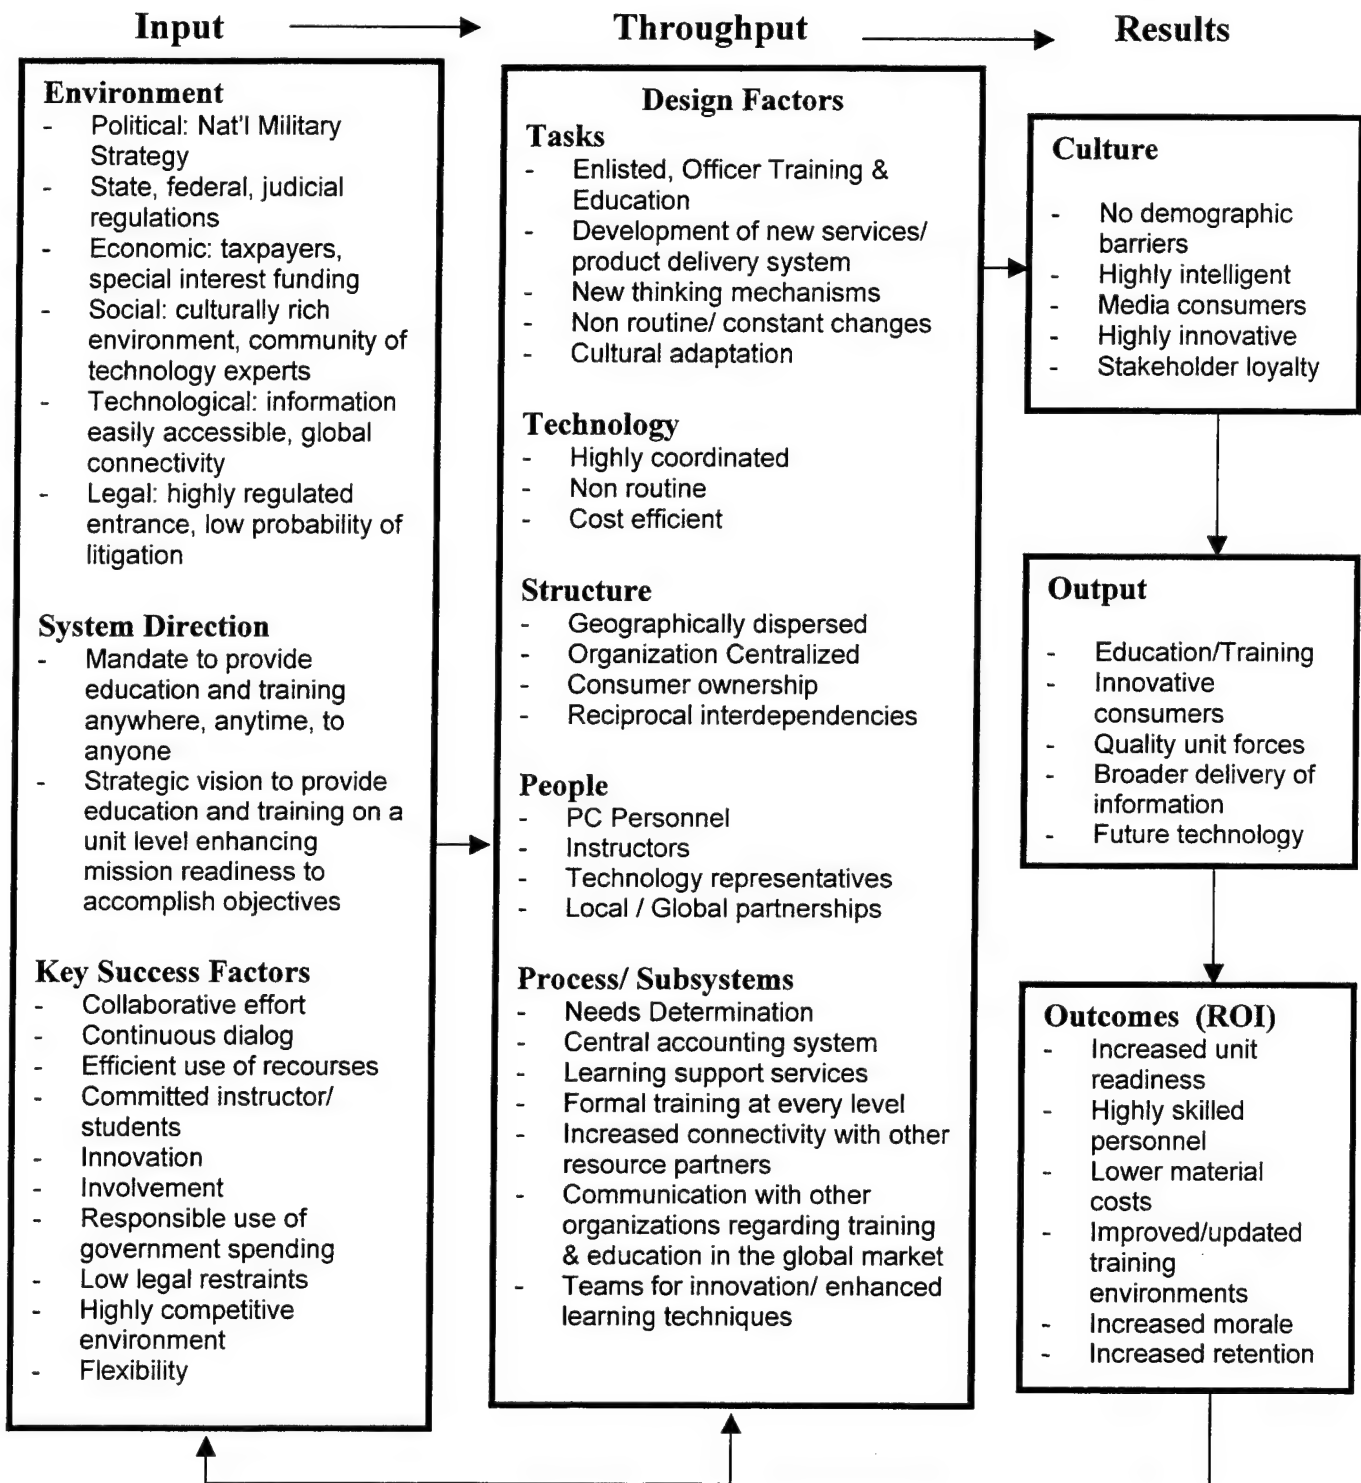 Input
Throughput
Results
Environment
- Political: Nat'l Military
Strategy
- State, federal, judicial
regulations
- Economic: taxpayers,
special interest funding
- Social: culturally rich
environment, community of
technology experts
- Technological: information
easily accessible, global
connectivity
- Legal: highly regulated
entrance, low probability of
litigation
System Direction
- Mandate to provide
education and training
anywhere, anytime, to
anyone
- Strategic vision to provide
education and training on a
unit level enhancing
mission readiness to
accomplish objectives
Key Success Factors
- Collaborative effort
- Continuous dialog
- Efficient use of recourses
- Committed instructor/
students
- Innovation
- Involvement
- Responsible use of
government spending
- Low legal restraints
- Highly competitive
environment
- Flexibility
Design Factors
Tasks
- Enlisted, Officer Training &
Education
- Development of new services/
product delivery system
- New thinking mechanisms
- Non routine/ constant changes
- Cultural adaptation
Technology
- Highly coordinated
- Non routine
- Cost efficient
Structure
- Geographically dispersed
- Organization Centralized
- Consumer ownership
- Reciprocal interdependencies
People
- PC Personnel
- Instructors
- Technology representatives
- Local / Global partnerships
Process/ Subsystems
- Needs Determination
- Central accounting system
- Learning support services
- Formal training at every level
- Increased connectivity with other
resource partners
- Communication with other
organizations regarding training
& education in the global market
- Teams for innovation/ enhanced
learning techniques
Culture
- No demographic
barriers
- Highly intelligent
- Media consumers
- Highly innovative
- Stakeholder loyalty
Output
- Education/Training
- Innovative
consumers
- Quality unit forces
- Broader delivery of
information
- Future technology
Outcomes (ROI)
- Increased unit
readiness
- Highly skilled
personnel
- Lower material
costs
- Improved/updated
training
environments
- Increased morale
- Increased retention